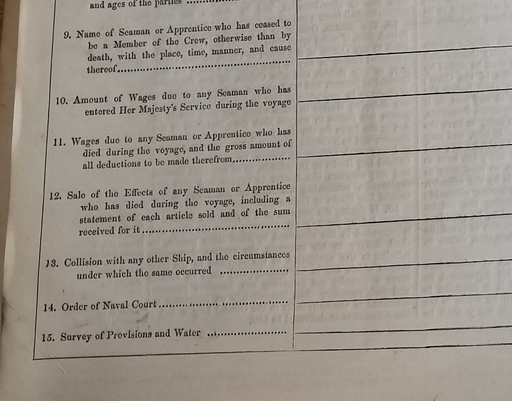 and ages of the parties ............
9. Name of Seaman or Apprentice who has ceased to
be a Member of the Crew, otherwise than by
death, with the place, time, manner, and cause
thereof............................................................
10. Amount of Wages due to any Seaman who has
entered Her Majesty's Service during the voyage
11. Wages due to any Seaman or Apprentice who has
died during the voyage, and the gross amount of
all deductions to be made therefrom..................
12. Sale of the Effects of any Seaman or Apprentice
who has died during the voyage, including a
statement of each article sold and of the sum
received for it................................................
13. Collision with any other Ship, and the circumstances
under which the same occurred ......................
14. Order of Naval Court..........................................
15. Survey of Provisions and Water ..........................